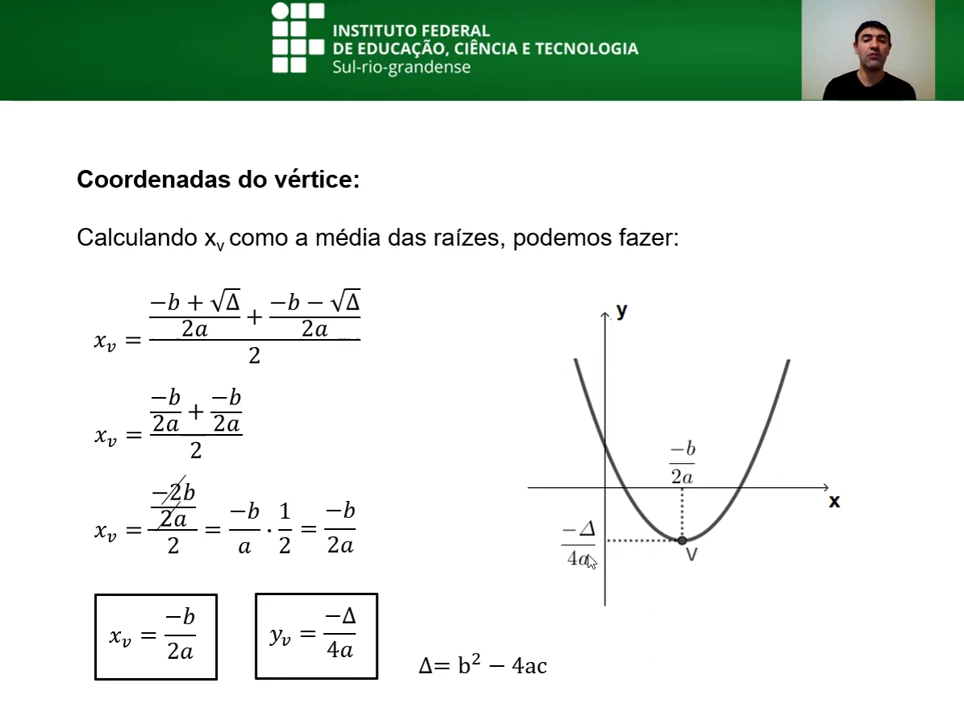 INSTITUTO FEDERAL
DE EDUCAÇÃO, CIÊNCIA E TECNOLOGIA
Sul-rio-grandense
Coordenadas do vértice:
Calculando xᵥ como a média das raízes, podemos fazer:
xᵥ = ((−b + √Δ)/2a + (−b − √Δ)/2a)/2
xᵥ = (−b/2a + −b/2a)/2
xᵥ = (−2b/2a)/2 = −b/a · 1/2 = −b/2a
xᵥ = −b/2a
yᵥ = −Δ/4a
Δ= b² − 4ac
y
−b/2a
x
−Δ/4a
V